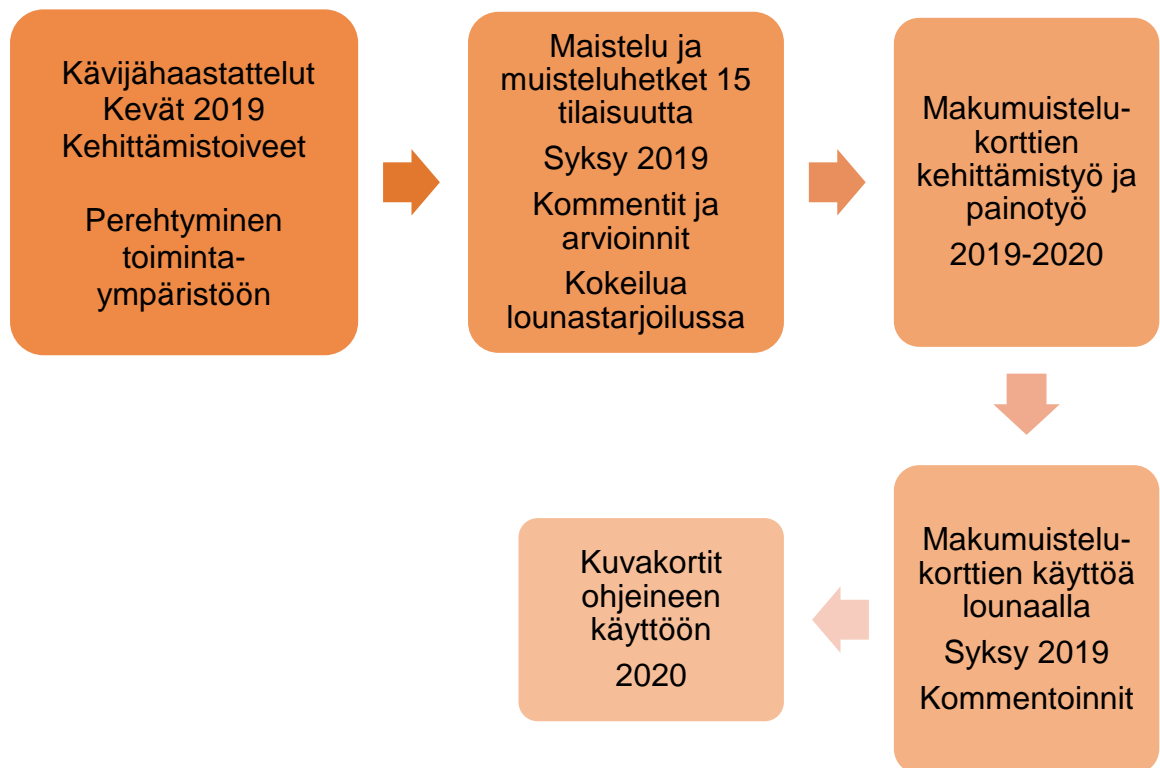 Kävijähaastattelut
Kevät 2019
Kehittämistoiveet
Perehtyminen
toiminta-
ympäristöön
Maistelu ja
muisteluhetket 15
tilaisuutta
Syksy 2019
Kommentit ja
arvioinnit
Kokeilua
lounastarjoilussa
Makumuistelu-
korttien
kehittämistyö ja
painotyö
2019-2020
Makumuistelu-
korttien käyttöä
lounaalla
Syksy 2019
Kommentoinnit
Kuvakortit
ohjeineen
käyttöön
2020